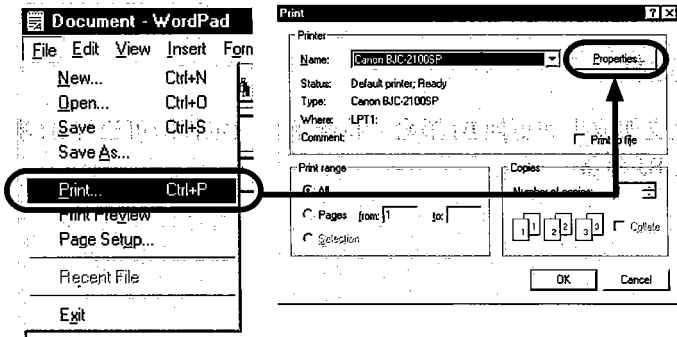 Document - WordPad
File Edit View Insert Forn
New... Ctrl+N
Open... Ctrl+O
Save Ctrl+S
Save As...
Print... Ctrl+P
Print Preview
Page Setup...
Recent File
Exit
Print
Printer
Name: Canon BJC-2100SP Properties
Status: Default printer; Ready
Type: Canon BJC-2100SP
Where: LPT1:
Comment: Print to file
Print range
All
Pages from: 1 to:
Selection
Copies
Number of copies:
1 1 2 2 3 3 Collate
OK Cancel